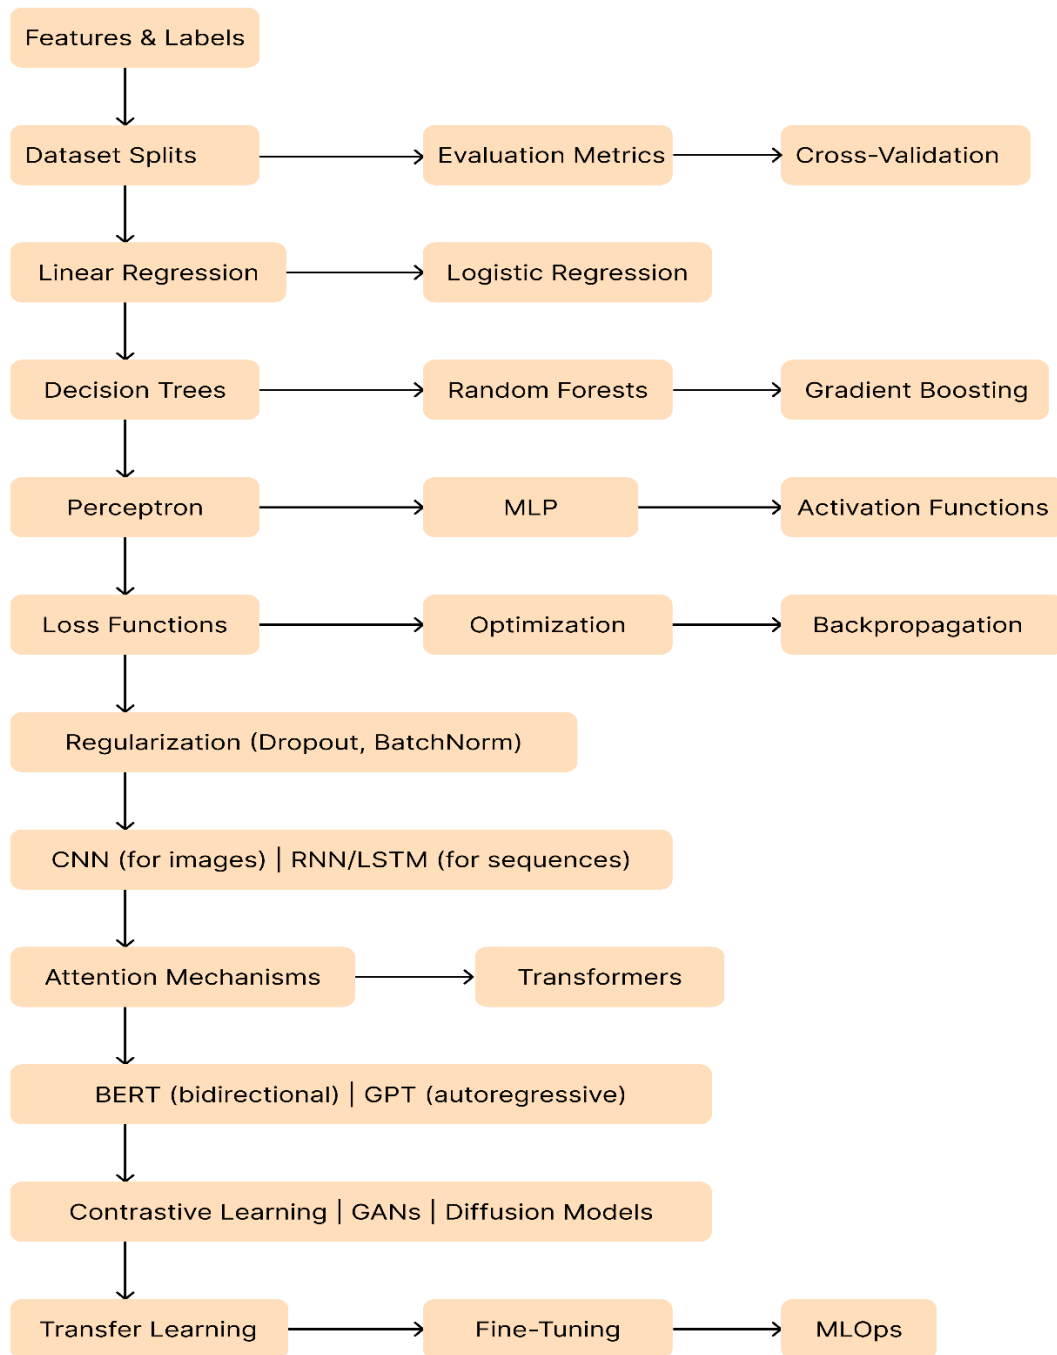 Features & Labels
Dataset Splits
Evaluation Metrics
Cross-Validation
Linear Regression
Logistic Regression
Decision Trees
Random Forests
Gradient Boosting
Perceptron
MLP
Activation Functions
Loss Functions
Optimization
Backpropagation
Regularization (Dropout, BatchNorm)
CNN (for images) | RNN/LSTM (for sequences)
Attention Mechanisms
Transformers
BERT (bidirectional) | GPT (autoregressive)
Contrastive Learning | GANs | Diffusion Models
Transfer Learning
Fine-Tuning
MLOps